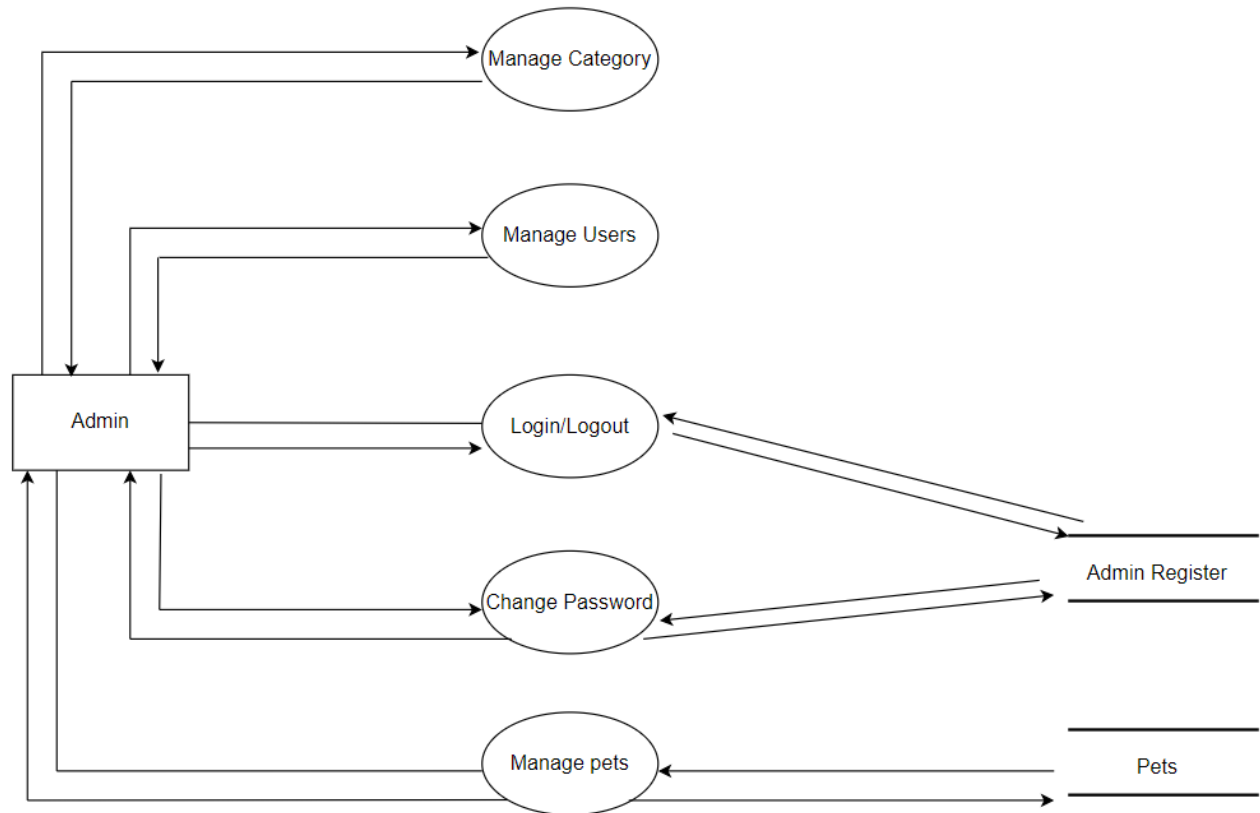 Manage Category
Manage Users
Admin
Login/Logout
Admin Register
Change Password
Manage pets
Pets